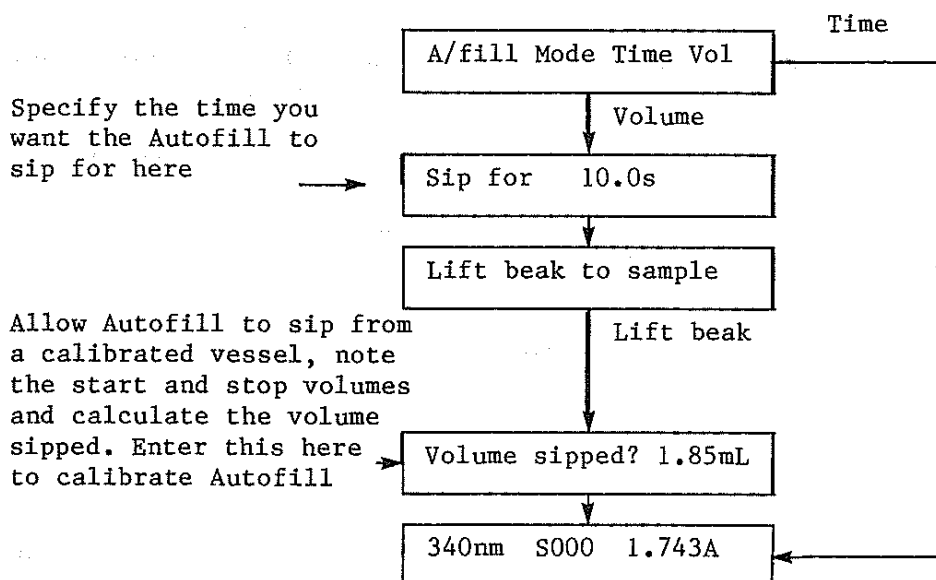 Time
A/fill Mode Time Vol
Volume
Specify the time you
want the Autofill to
sip for here
Sip for 10.0s
Lift beak to sample
Lift beak
Allow Autofill to sip from
a calibrated vessel, note
the start and stop volumes
and calculate the volume
sipped. Enter this here
to calibrate Autofill
Volume sipped? 1.85mL
340nm S000 1.743A